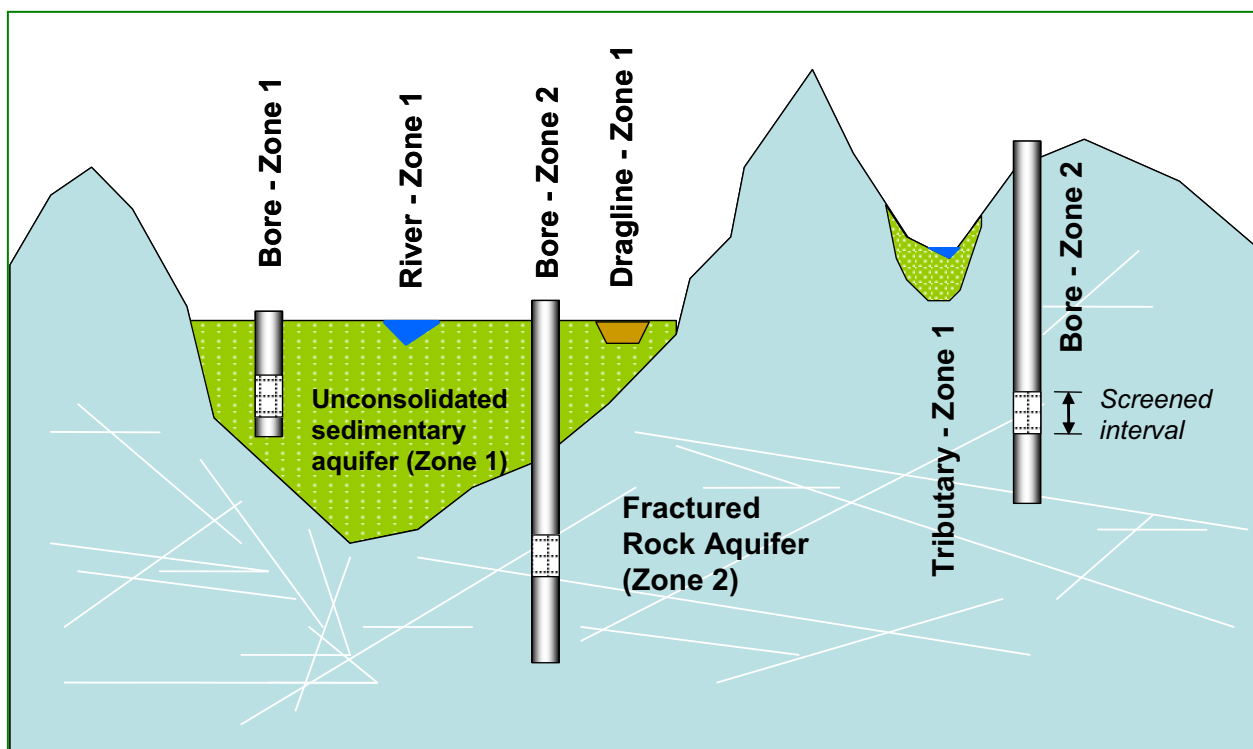 Bore - Zone 1
River - Zone 1
Bore - Zone 2
Dragline - Zone 1
Unconsolidated
sedimentary
aquifer (Zone 1)
Fractured
Rock Aquifer
(Zone 2)
Tributary - Zone 1
Bore - Zone 2
Screened
interval